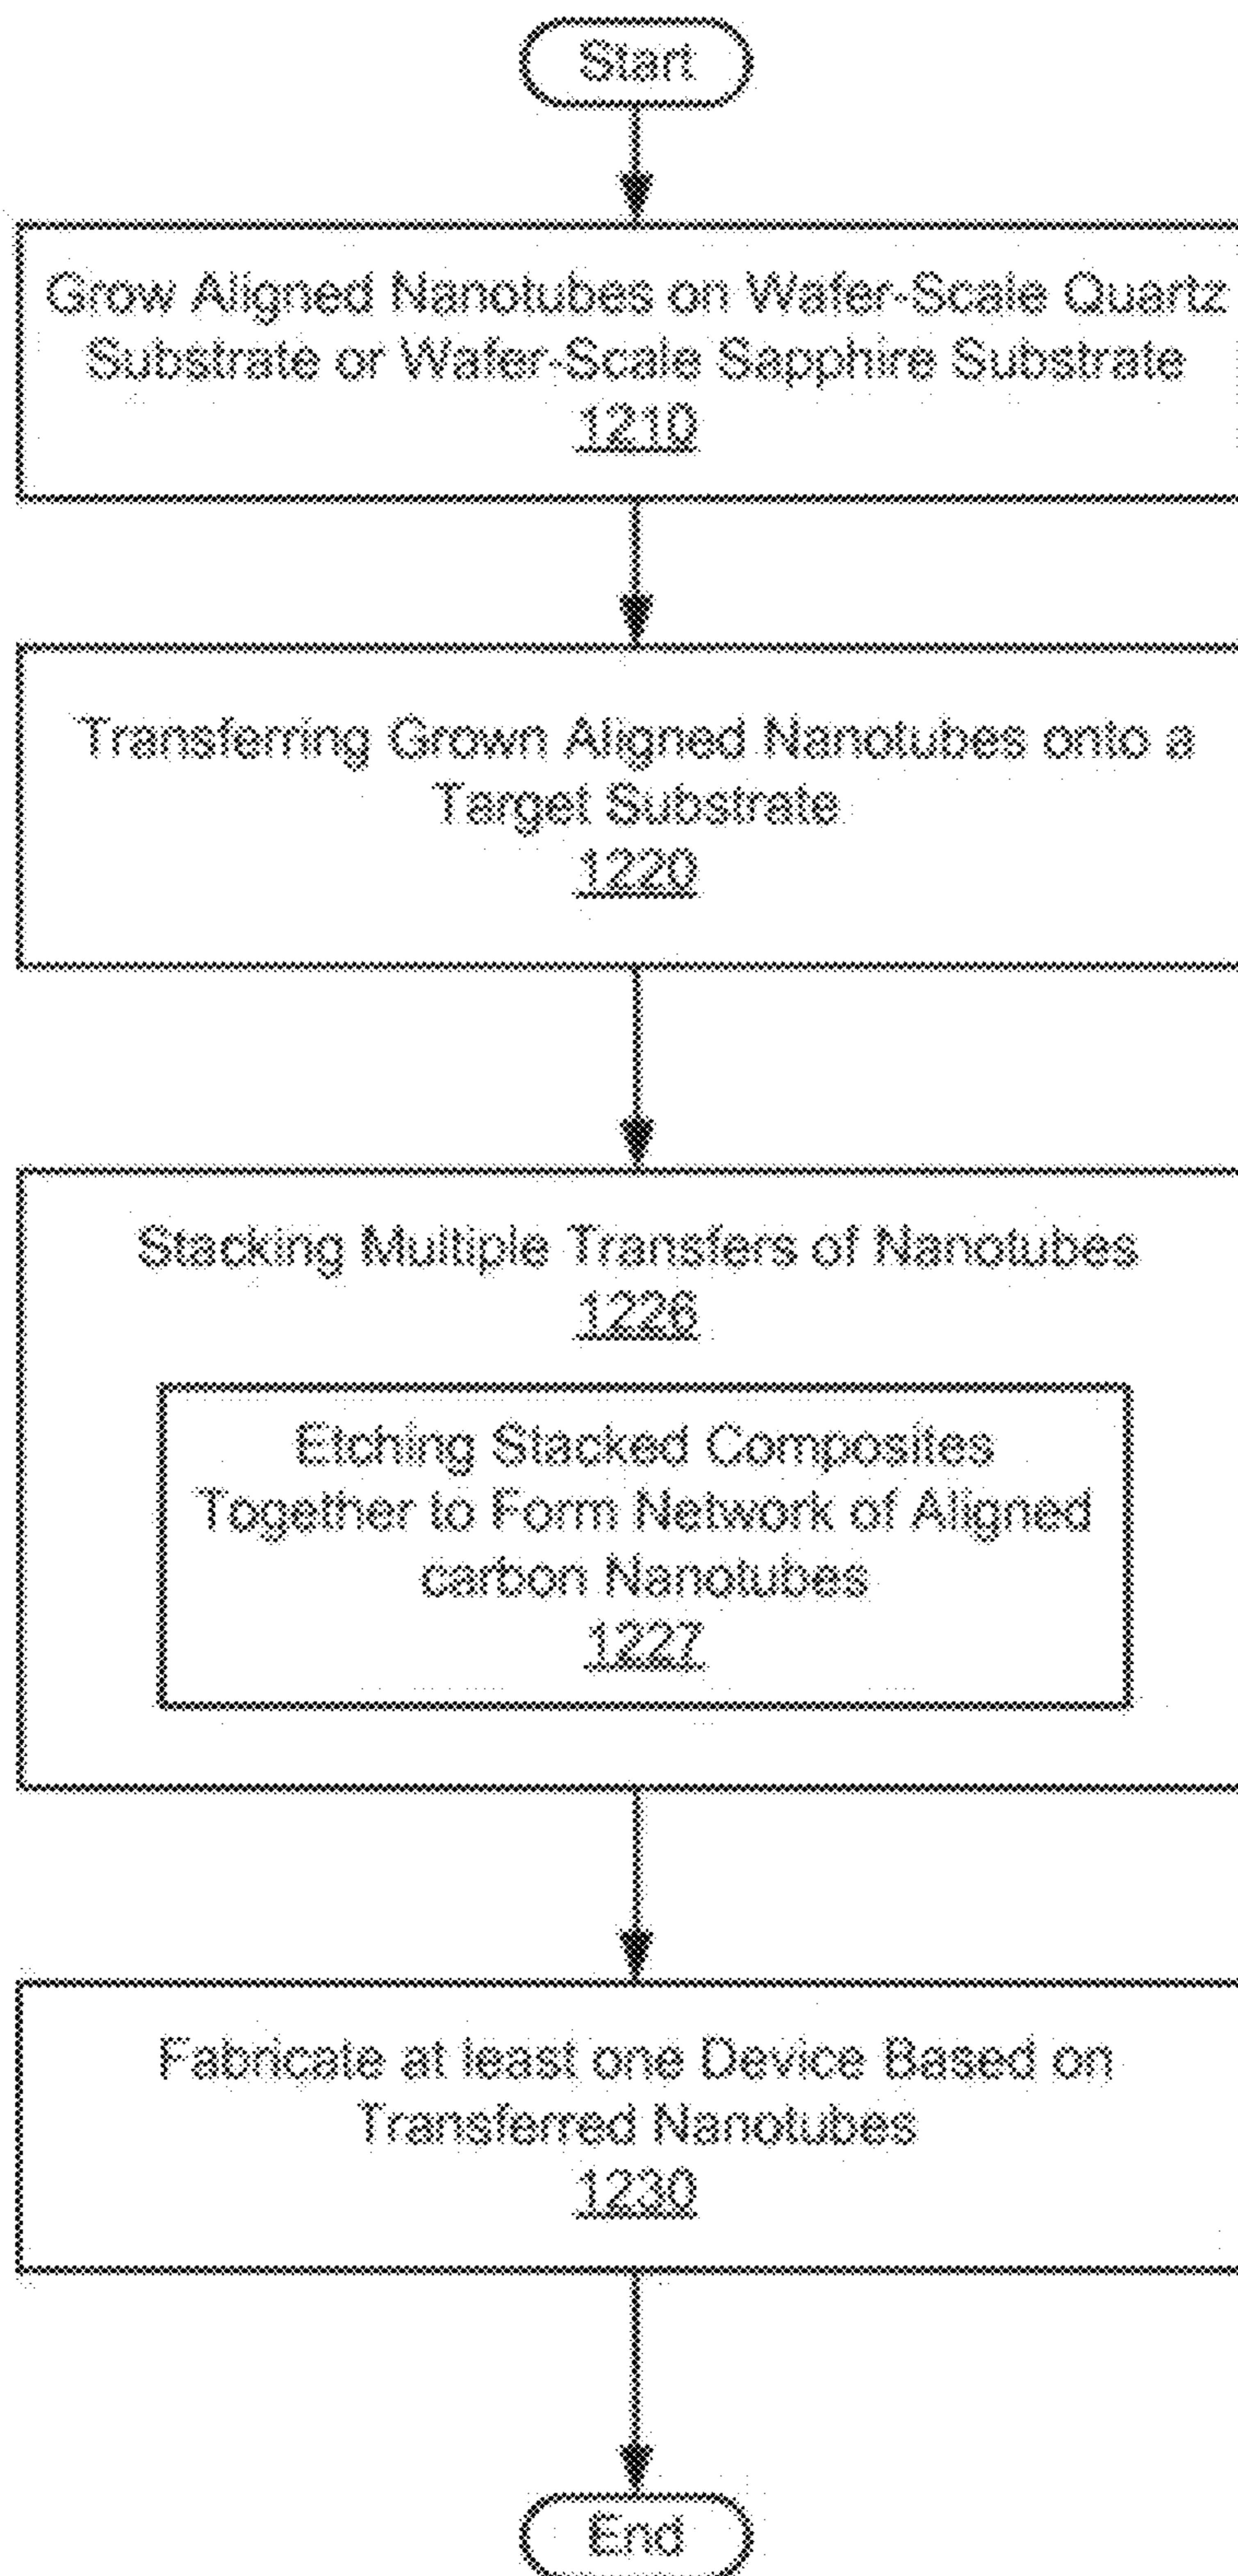 Start
Grow Aligned Nanotubes on Wafer-Scale Quartz
Substrate or Wafer-Scale Sapphire Substrate
1210
Transferring Grown Aligned Nanotubes onto a
Target Substrate
1220
Stacking Multiple Transfers of Nanotubes
1226
Etching Stacked Composites
Together to Form Network of Aligned
carbon Nanotubes
1227
Fabricate at least one Device Based on
Transferred Nanotubes
1230
End